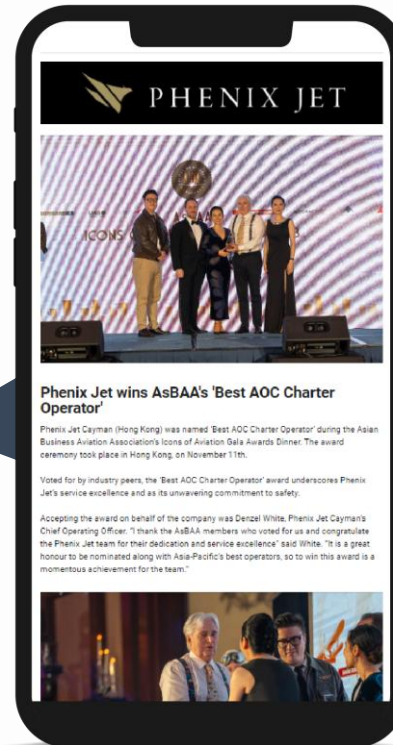 PHENIX JET
ICONS
Phenix Jet wins AsBAA's 'Best AOC Charter
Operator'
Phenix Jet Cayman (Hong Kong) was named 'Best AOC Charter Operator' during the Asian
Business Aviation Association's Icons of Aviation Gala Awards Dinner. The award
ceremony took place in Hong Kong, on November 11th.
Voted for by industry peers, the 'Best AOC Charter Operator' award underscores Phenix
Jet's service excellence and as its unwavering commitment to safety.
Accepting the award on behalf of the company was Denzel White, Phenix Jet Cayman's
Chief Operating Officer. "I thank the AsBAA members who voted for us and congratulate
the Phenix Jet team for their dedication and service excellence" said White. "It is a great
honour to be nominated along with Asia-Pacific's best operators, so to win this award is a
momentous achievement for the team."